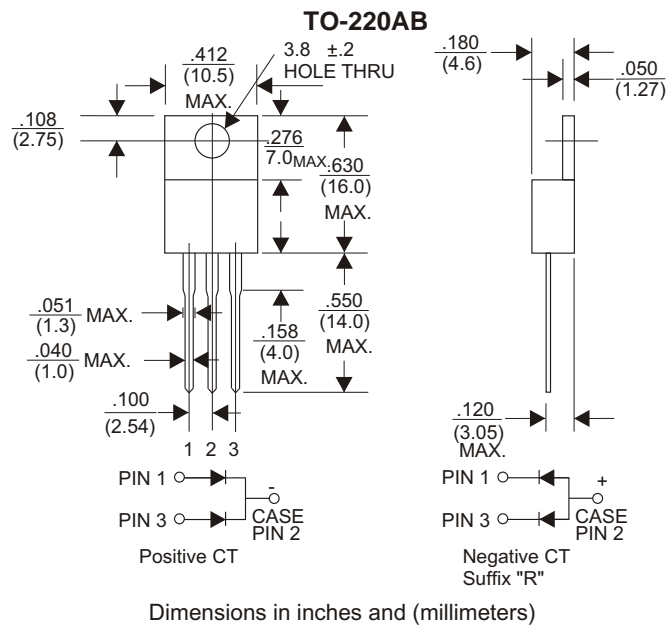 TO-220AB
.412
(10.5)
MAX.
3.8 ±.2
HOLE THRU
.108
(2.75)
.276
7.0MAX.
.630
(16.0)
MAX.
.051
(1.3) MAX.
.040
(1.0) MAX.
.158
(4.0)
MAX.
.550
(14.0)
MAX.
.100
(2.54)
1 2 3
PIN 1
-
PIN 3
CASE
PIN 2
Positive CT
.180
(4.6)
.050
(1.27)
.120
(3.05)
MAX.
PIN 1
+
PIN 3
CASE
PIN 2
Negative CT
Suffix "R"
Dimensions in inches and (millimeters)